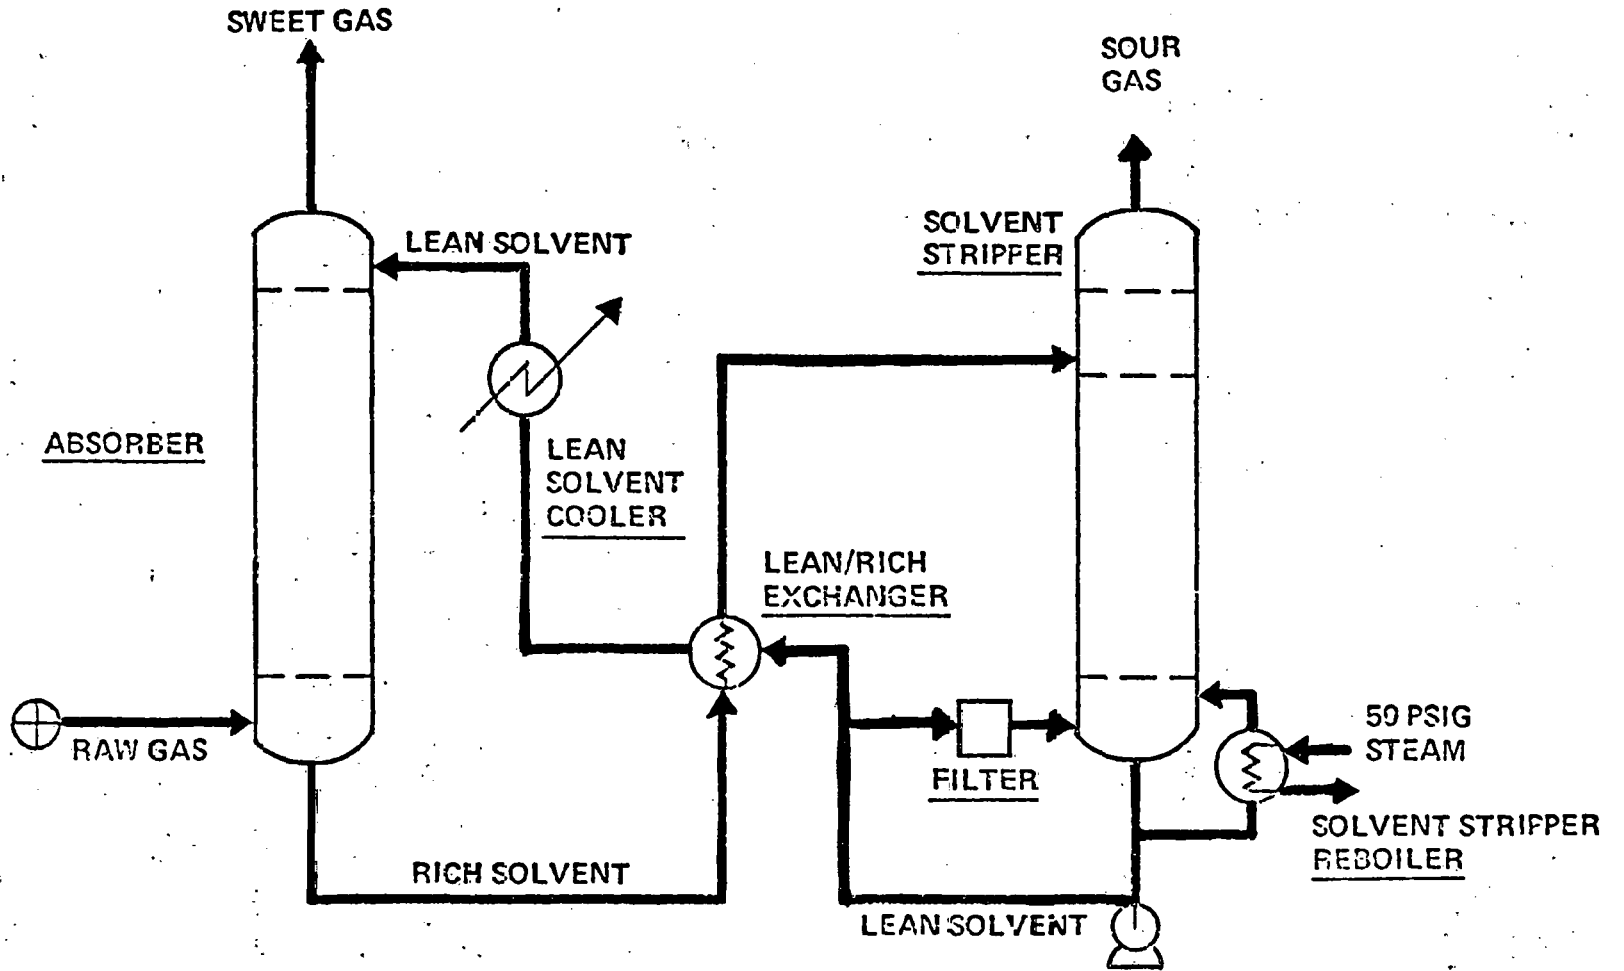 SWEET GAS
SOUR
GAS
LEAN SOLVENT
SOLVENT
STRIPPER
ABSORBER
LEAN
SOLVENT
COOLER
LEAN/RICH
EXCHANGER
RAW GAS
FILTER
50 PSIG
STEAM
SOLVENT STRIPPER
REBOILER
RICH SOLVENT
LEAN SOLVENT